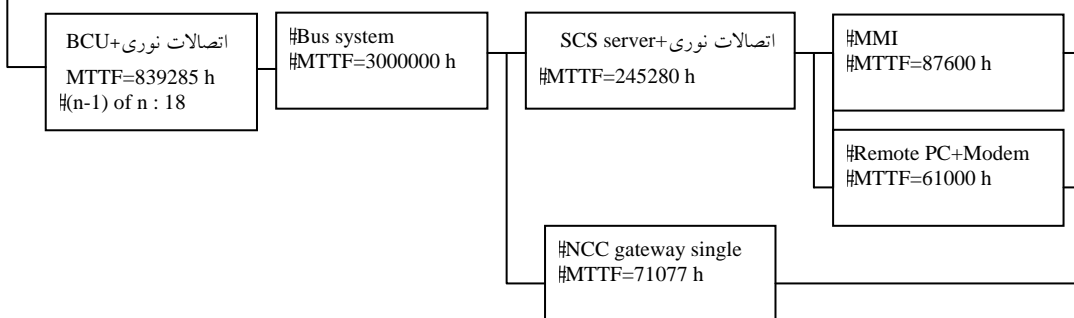 BCU+اتصالات نوری
MTTF=839285 h
#(n-1) of n : 18
#Bus system
#MTTF=3000000 h
SCS server+اتصالات نوری
#MTTF=245280 h
#MMI
#MTTF=87600 h
#Remote PC+Modem
#MTTF=61000 h
#NCC gateway single
#MTTF=71077 h